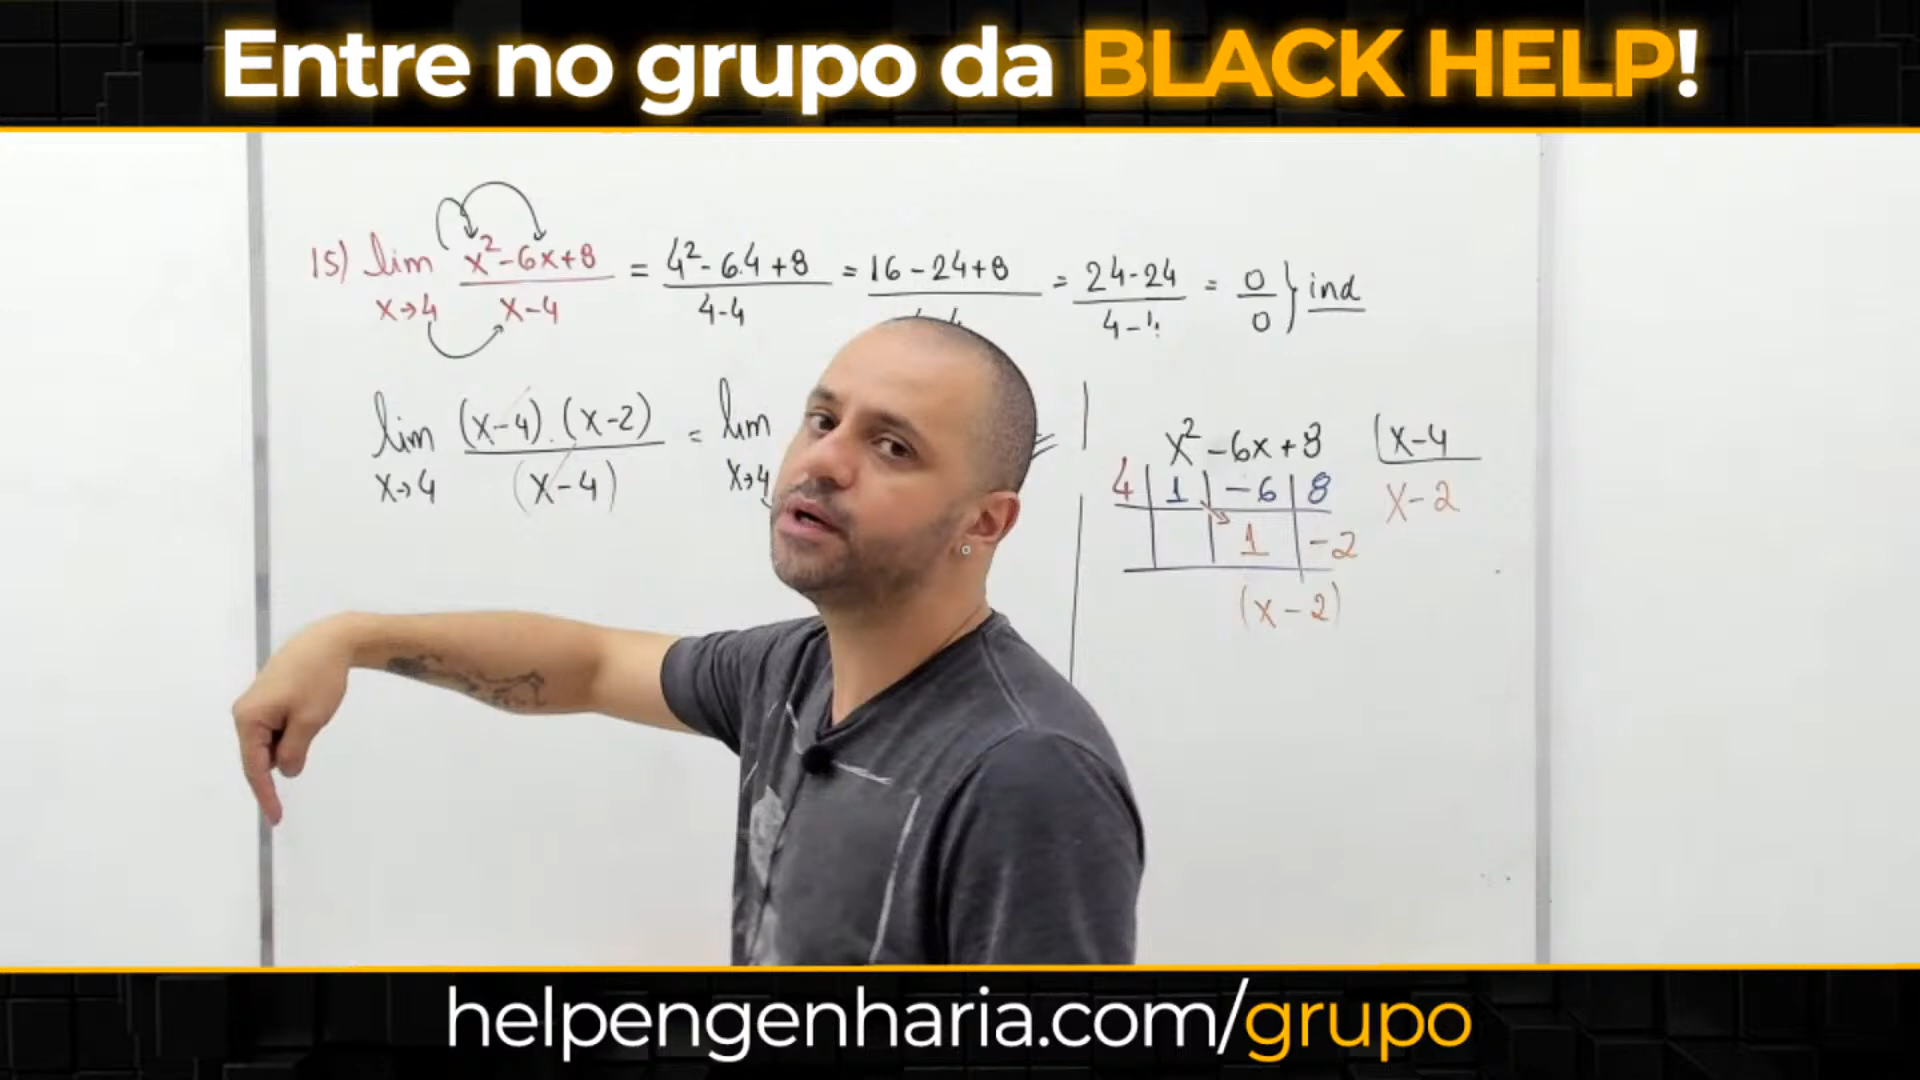 Entre no grupo da BLACK HELP!
15) lim x²-6x+8 = 4²-6.4+8 = 16-24+8 = 24-24 = 0 } ind
x→4 x-4 4-4 4-4 0
lim (x-4).(x-2) = lim
x→4 (x-4) x→4
x²-6x+8 x-4
4 1 -6 8 x-2
1 -2
(x-2)
helpengenharia.com/grupo